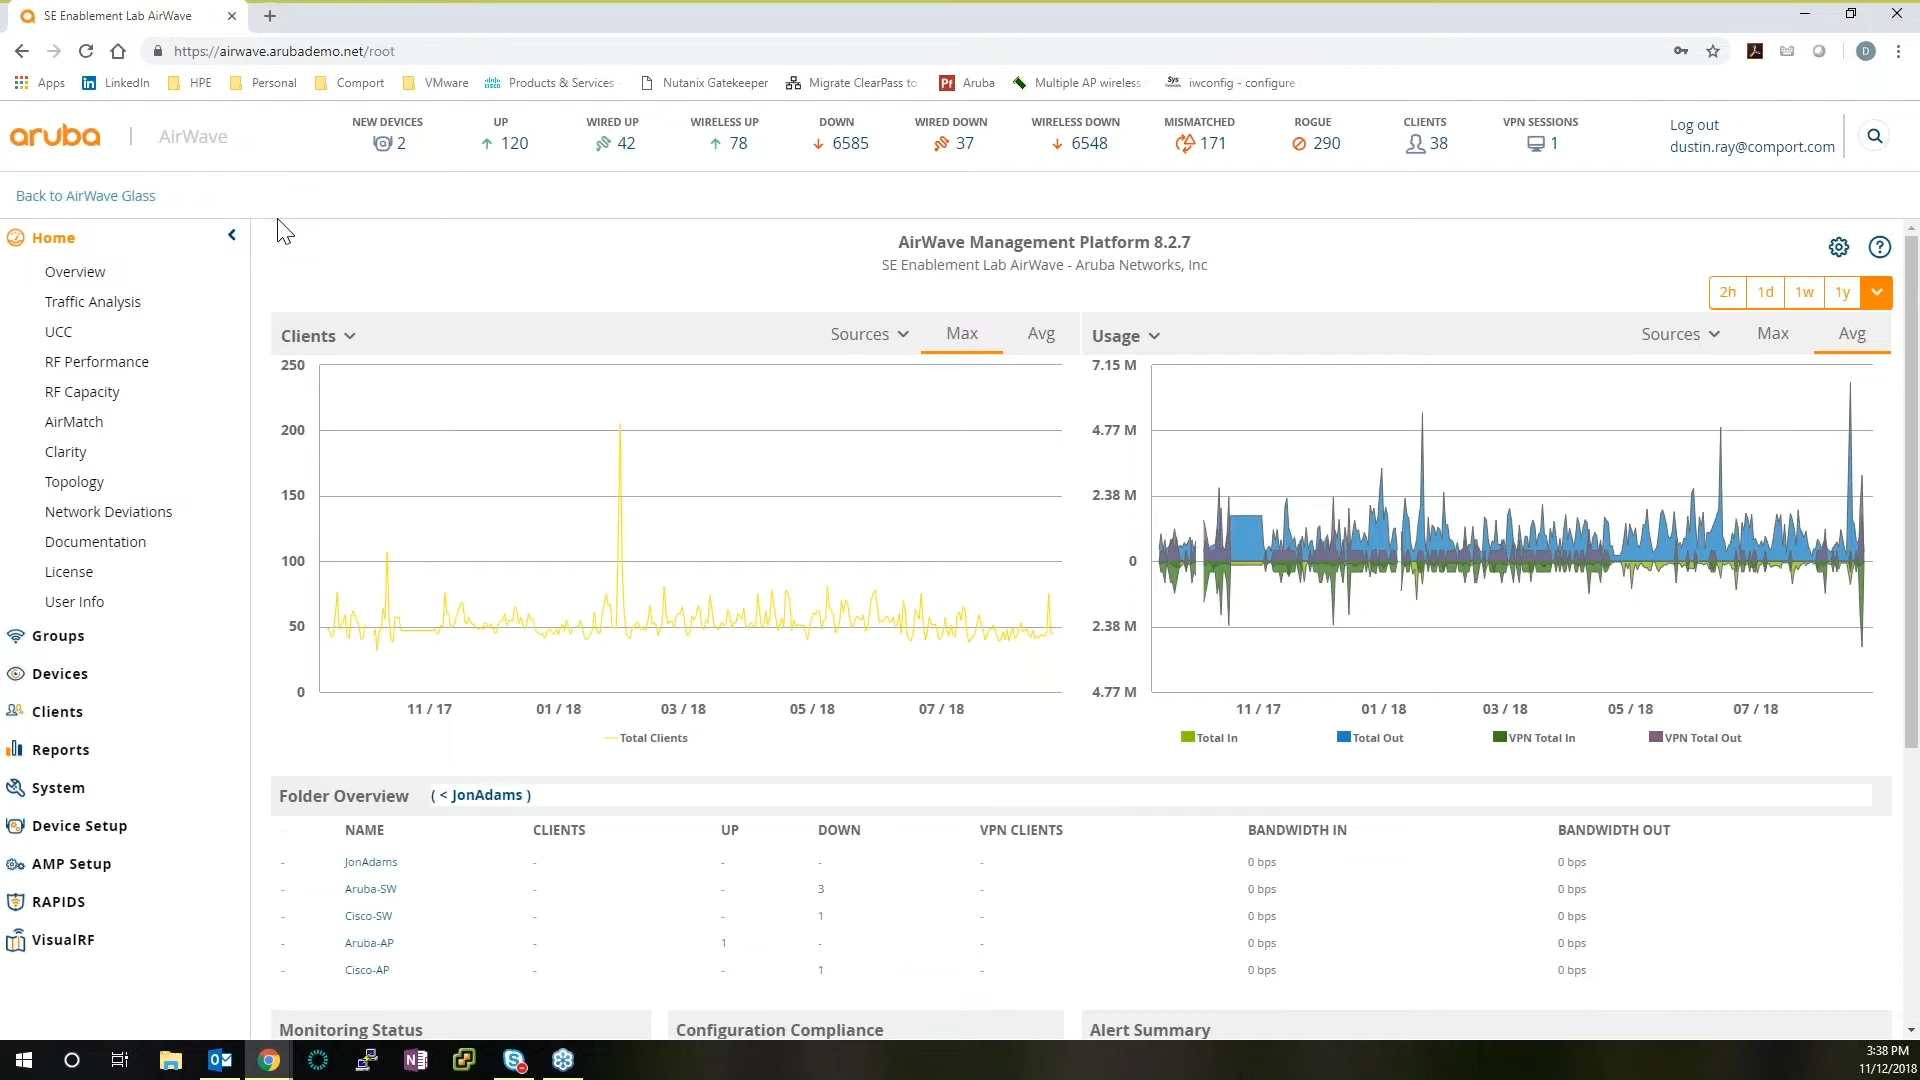 SE Enablement Lab AirWave
https://airwave.arubademo.net/root
Apps LinkedIn HPE Personal Comport VMware Products & Services Nutanix Gatekeeper Migrate ClearPass to Aruba Multiple AP wireless iwconfig - configure
aruba | AirWave
NEW DEVICES UP WIRED UP WIRELESS UP DOWN WIRED DOWN WIRELESS DOWN MISMATCHED ROGUE CLIENTS VPN SESSIONS
2 120 42 78 6585 37 6548 171 290 38 1
Log out
dustin.ray@comport.com
Back to AirWave Glass
Home
Overview
Traffic Analysis
UCC
RF Performance
RF Capacity
AirMatch
Clarity
Topology
Network Deviations
Documentation
License
User Info
Groups
Devices
Clients
Reports
System
Device Setup
AMP Setup
RAPIDS
VisualRF
AirWave Management Platform 8.2.7
SE Enablement Lab AirWave - Aruba Networks, Inc
2h 1d 1w 1y
Clients Sources Max Avg
250
200
150
100
50
0
11 / 17 01 / 18 03 / 18 05 / 18 07 / 18
Total Clients
Usage Sources Max Avg
7.15 M
4.77 M
2.38 M
0
2.38 M
4.77 M
11 / 17 01 / 18 03 / 18 05 / 18 07 / 18
Total In Total Out VPN Total In VPN Total Out
Folder Overview ( < JonAdams )
NAME CLIENTS UP DOWN VPN CLIENTS BANDWIDTH IN BANDWIDTH OUT
- JonAdams - - - - 0 bps 0 bps
- Aruba-SW - - 3 - 0 bps 0 bps
- Cisco-SW - - 1 - 0 bps 0 bps
- Aruba-AP - 1 - - 0 bps 0 bps
- Cisco-AP - - 1 - 0 bps 0 bps
Monitoring Status Configuration Compliance Alert Summary
3:38 PM
11/12/2018